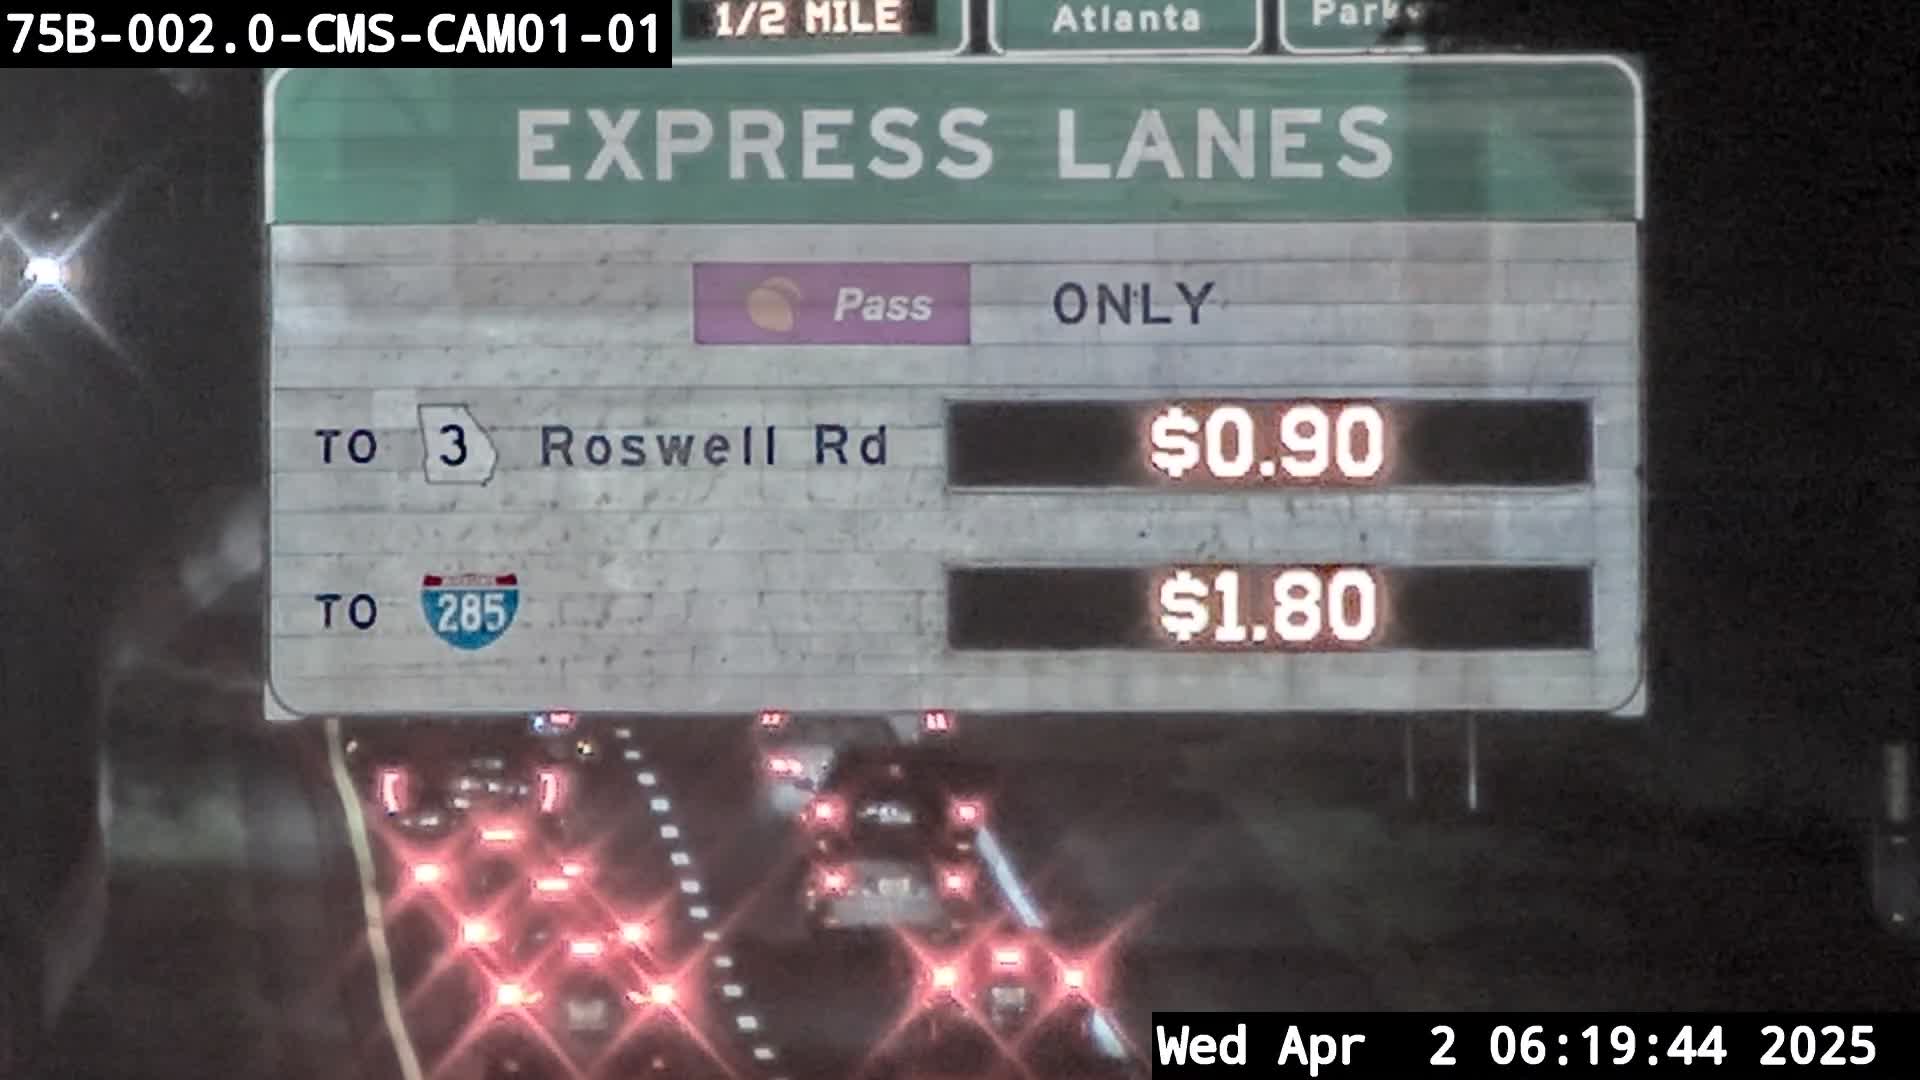 75B-002.0-CMS-CAM01-01
1/2 MILE
Atlanta
EXPRESS LANES
Pass ONLY
TO 3 Roswell Rd $0.90
TO 285 $1.80
Wed Apr 2 06:19:44 2025